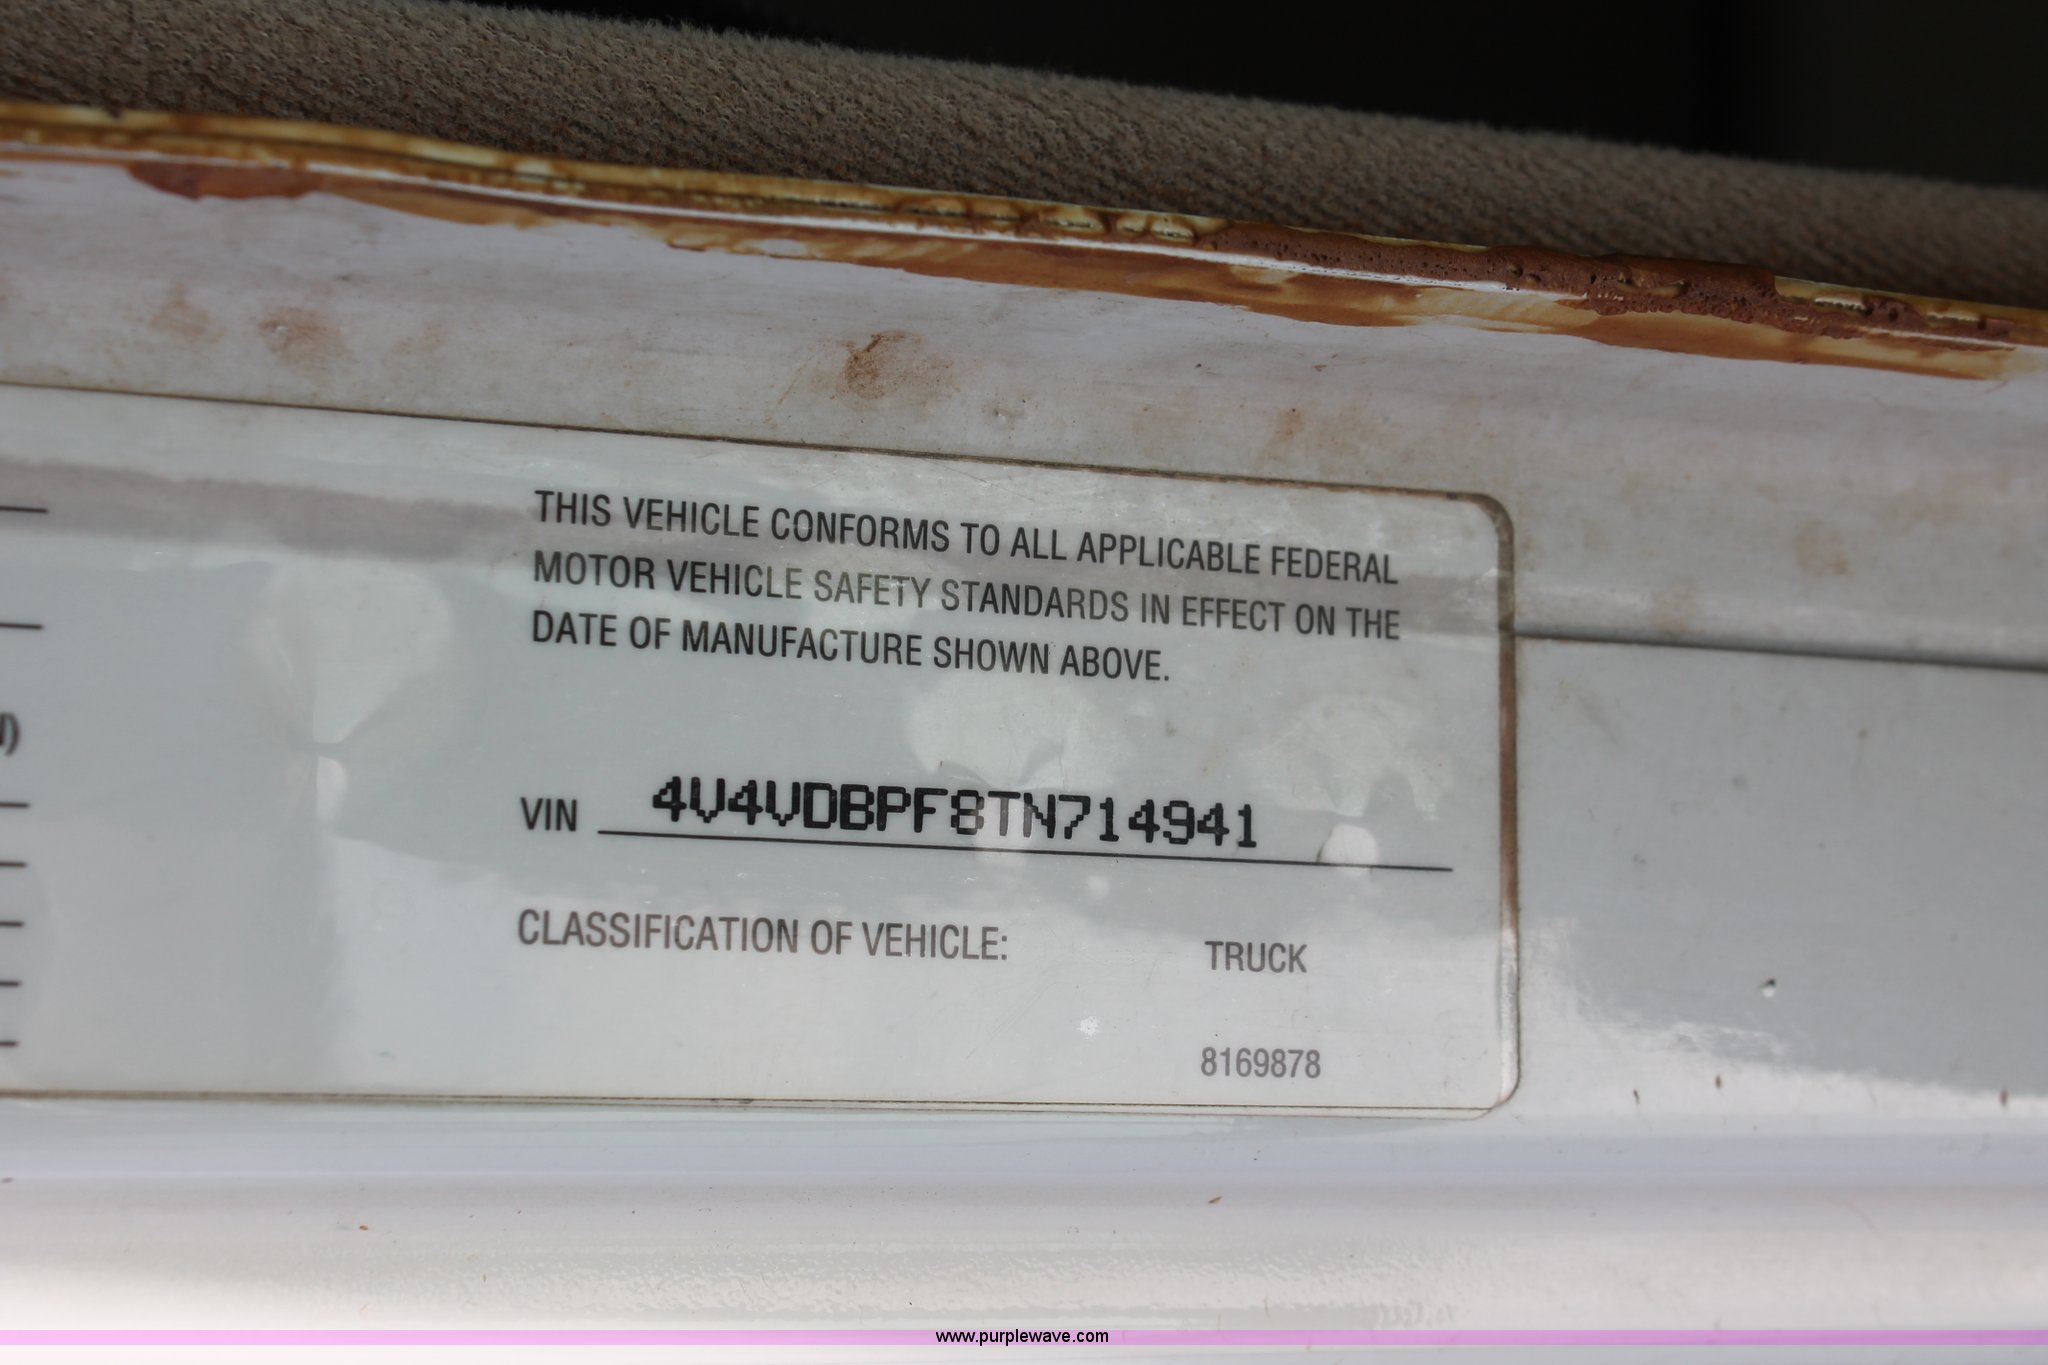 THIS VEHICLE CONFORMS TO ALL APPLICABLE FEDERAL
MOTOR VEHICLE SAFETY STANDARDS IN EFFECT ON THE
DATE OF MANUFACTURE SHOWN ABOVE.
VIN 4V4VDBPF8TN714941
CLASSIFICATION OF VEHICLE: TRUCK
8169878
www.purplewave.com